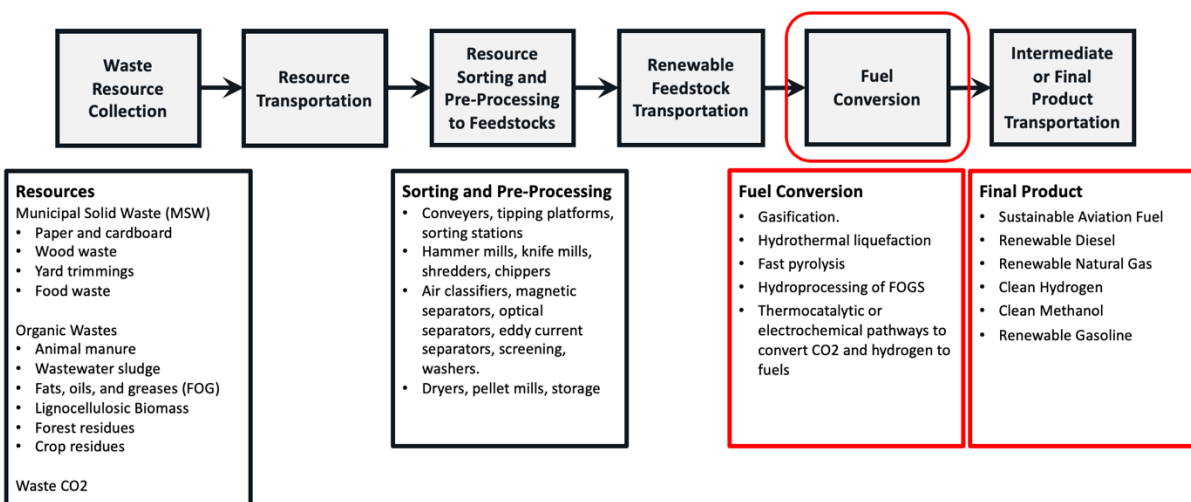 Waste
Resource
Collection
Resource
Transportation
Resource
Sorting and
Pre-Processing
to Feedstocks
Renewable
Feedstock
Transportation
Fuel
Conversion
Intermediate
or Final
Product
Transportation
Resources
Municipal Solid Waste (MSW)
• Paper and cardboard
• Wood waste
• Yard trimmings
• Food waste
Organic Wastes
• Animal manure
• Wastewater sludge
• Fats, oils, and greases (FOG)
• Lignocellulosic Biomass
• Forest residues
• Crop residues
Waste CO2
Sorting and Pre-Processing
• Conveyers, tipping platforms,
sorting stations
• Hammer mills, knife mills,
shredders, chippers
• Air classifiers, magnetic
separators, optical
separators, eddy current
separators, screening,
washers.
• Dryers, pellet mills, storage
Fuel Conversion
• Gasification.
• Hydrothermal liquefaction
• Fast pyrolysis
• Hydroprocessing of FOGS
• Thermocatalytic or
electrochemical pathways to
convert CO2 and hydrogen to
fuels
Final Product
• Sustainable Aviation Fuel
• Renewable Diesel
• Renewable Natural Gas
• Clean Hydrogen
• Clean Methanol
• Renewable Gasoline